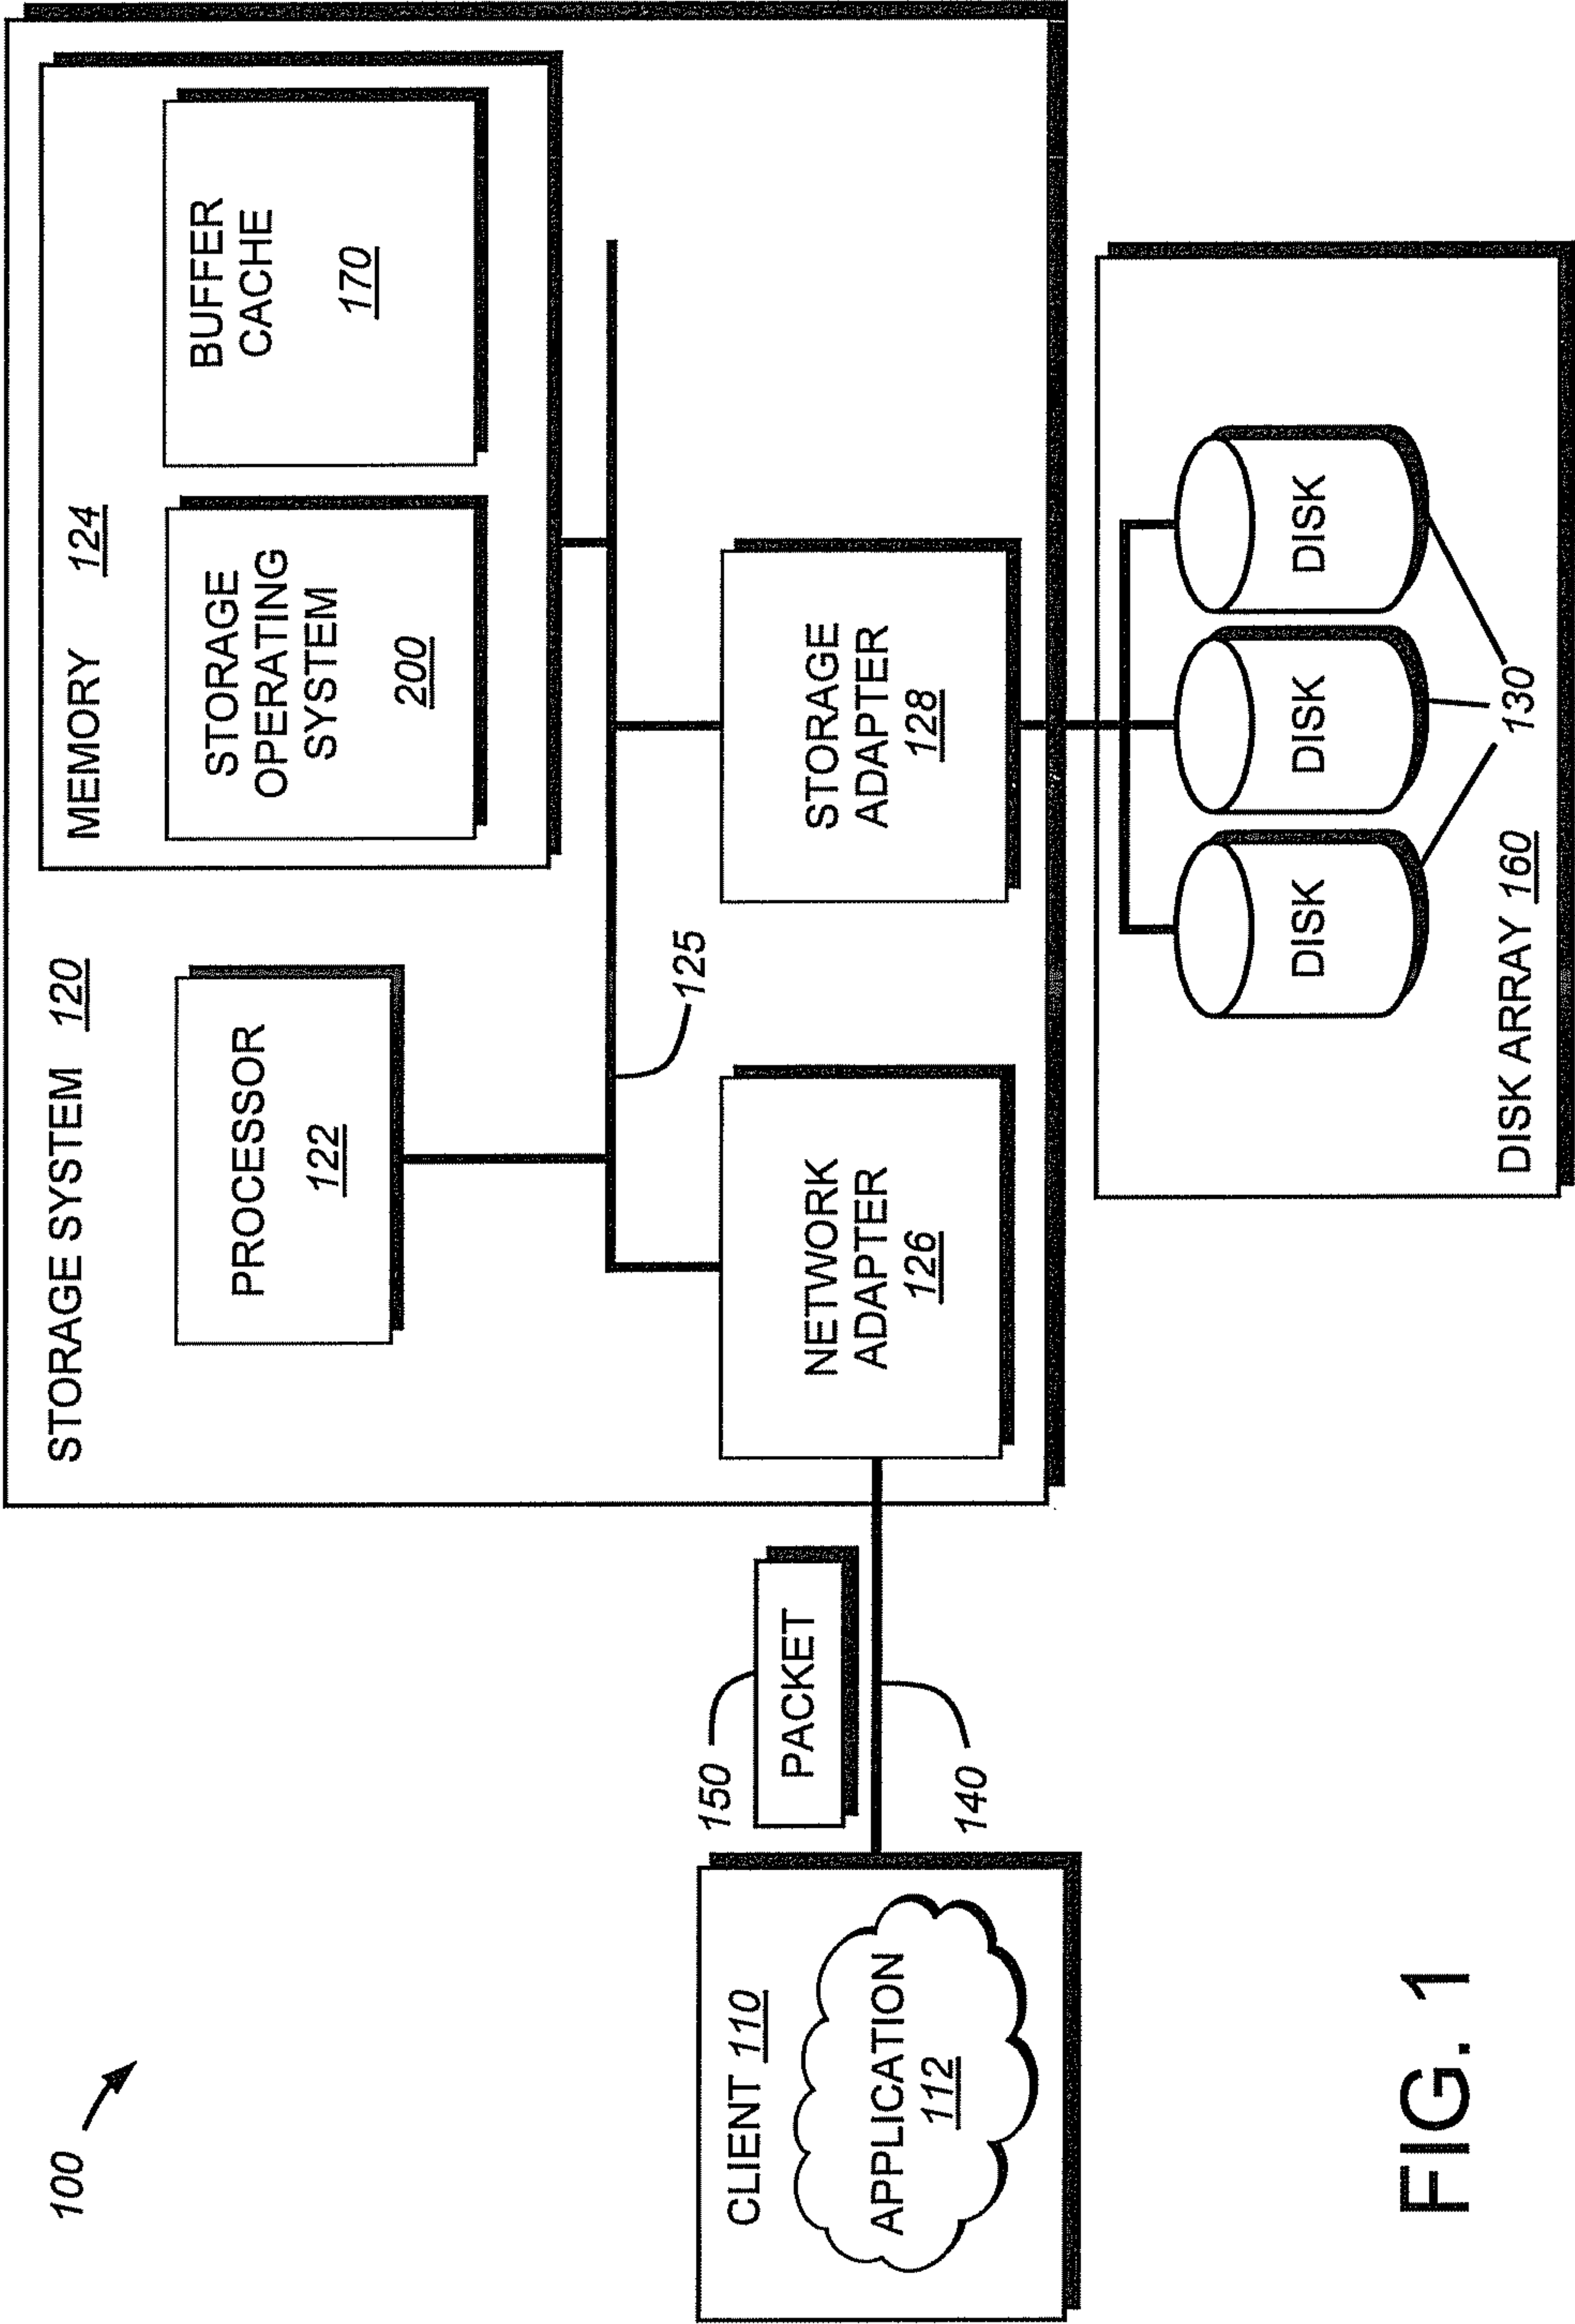 100
STORAGE SYSTEM 120
MEMORY 124
PROCESSOR
122
STORAGE
OPERATING
SYSTEM
200
BUFFER
CACHE
170
125
CLIENT 110
APPLICATION
112
150
PACKET
140
NETWORK
ADAPTER
126
STORAGE
ADAPTER
128
DISK
DISK
DISK
130
DISK ARRAY 160
FIG. 1